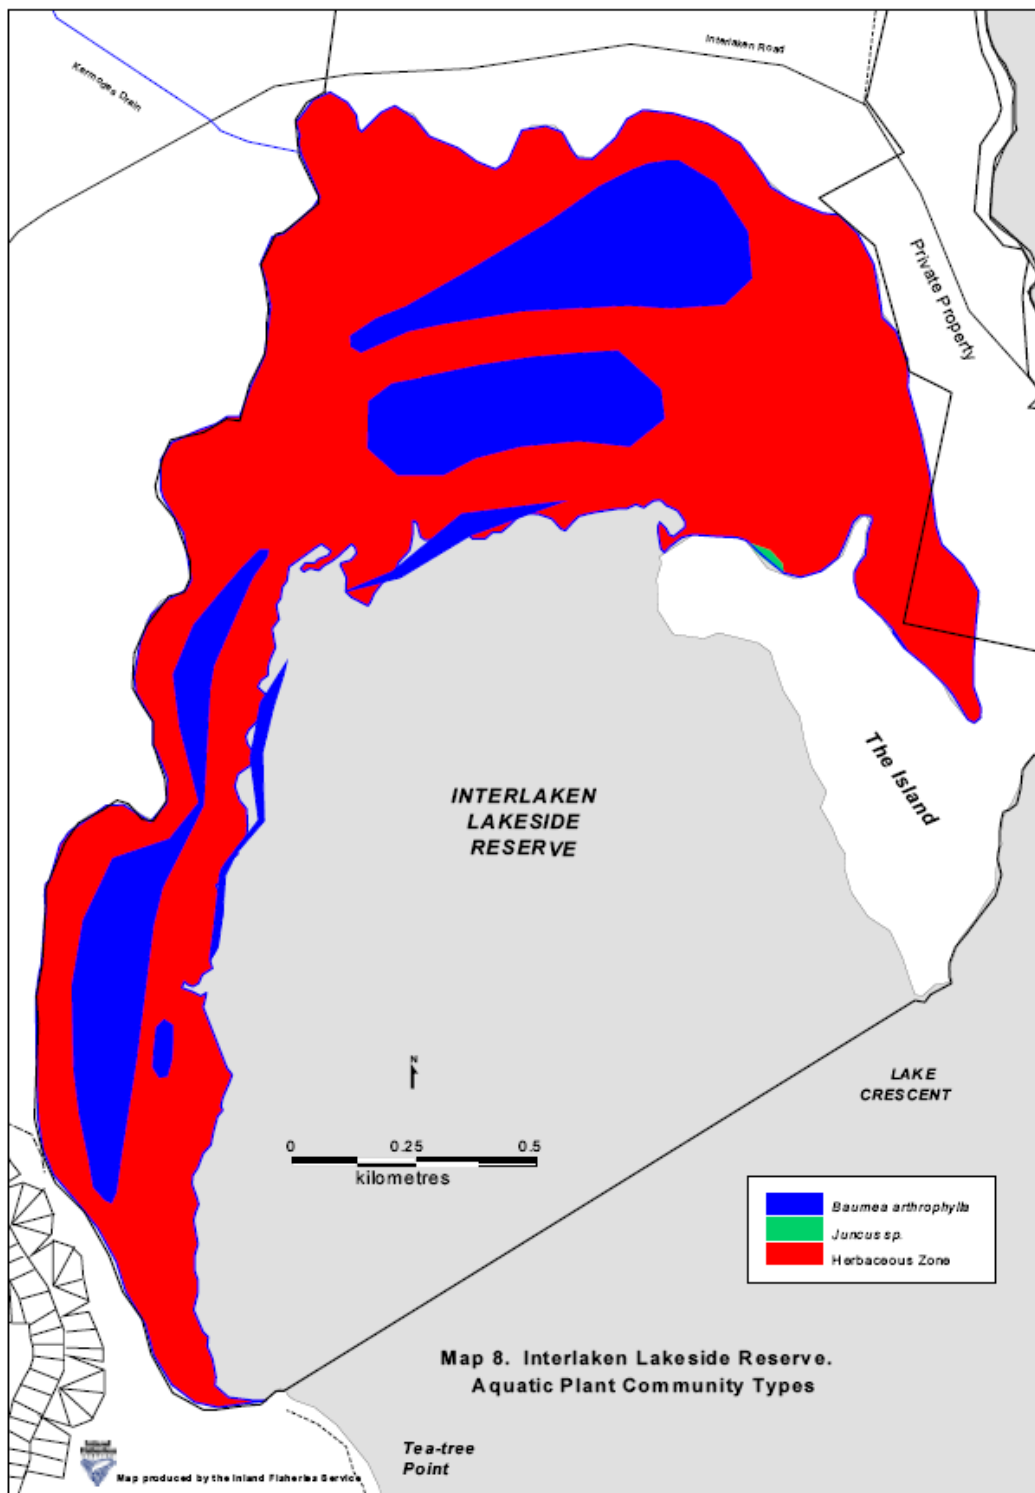 Interlaken Road
Kermodes Drain
Private Property
INTERLAKEN
LAKESIDE
RESERVE
The Island
N
0 0.25 0.5
kilometres
LAKE
CRESCENT
Baumea arthrophylla
Juncus sp.
Herbaceous Zone
Map 8. Interlaken Lakeside Reserve.
Aquatic Plant Community Types
Tea-tree
Point
Map produced by the Inland Fisheries Service